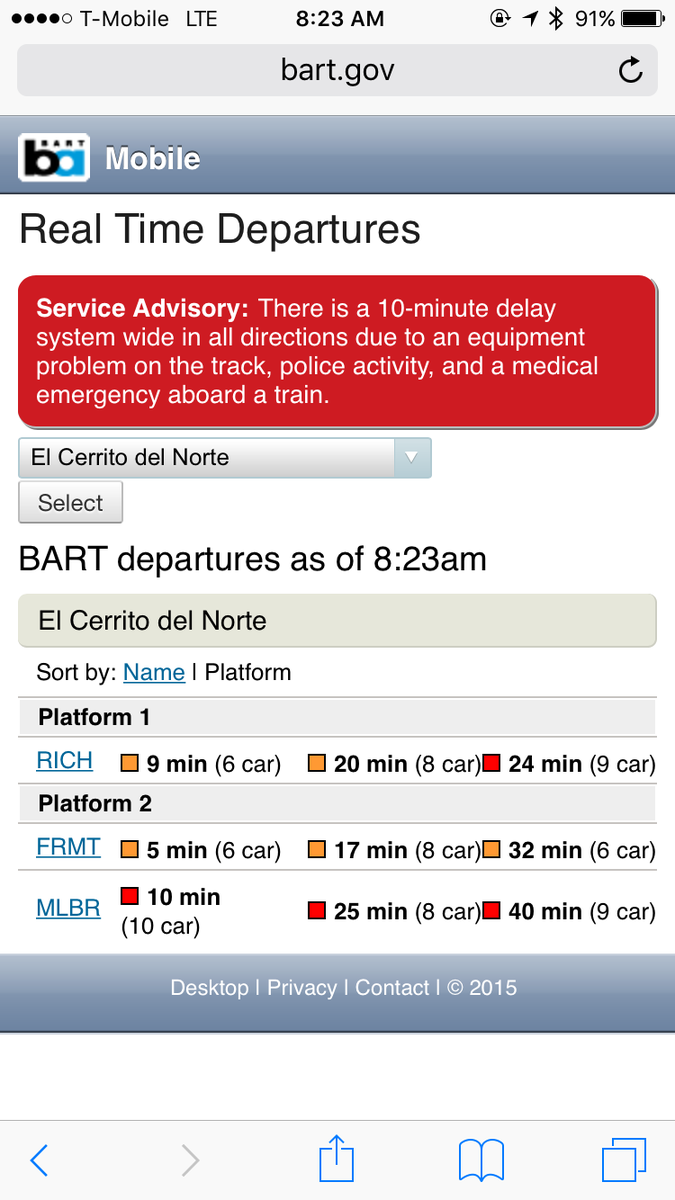 T-Mobile LTE 8:23 AM 91%
bart.gov
BART
ba Mobile
Real Time Departures
Service Advisory: There is a 10-minute delay
system wide in all directions due to an equipment
problem on the track, police activity, and a medical
emergency aboard a train.
El Cerrito del Norte
Select
BART departures as of 8:23am
El Cerrito del Norte
Sort by: Name | Platform
Platform 1
RICH 9 min (6 car) 20 min (8 car) 24 min (9 car)
Platform 2
FRMT 5 min (6 car) 17 min (8 car) 32 min (6 car)
MLBR 10 min (10 car) 25 min (8 car) 40 min (9 car)
Desktop | Privacy | Contact | © 2015